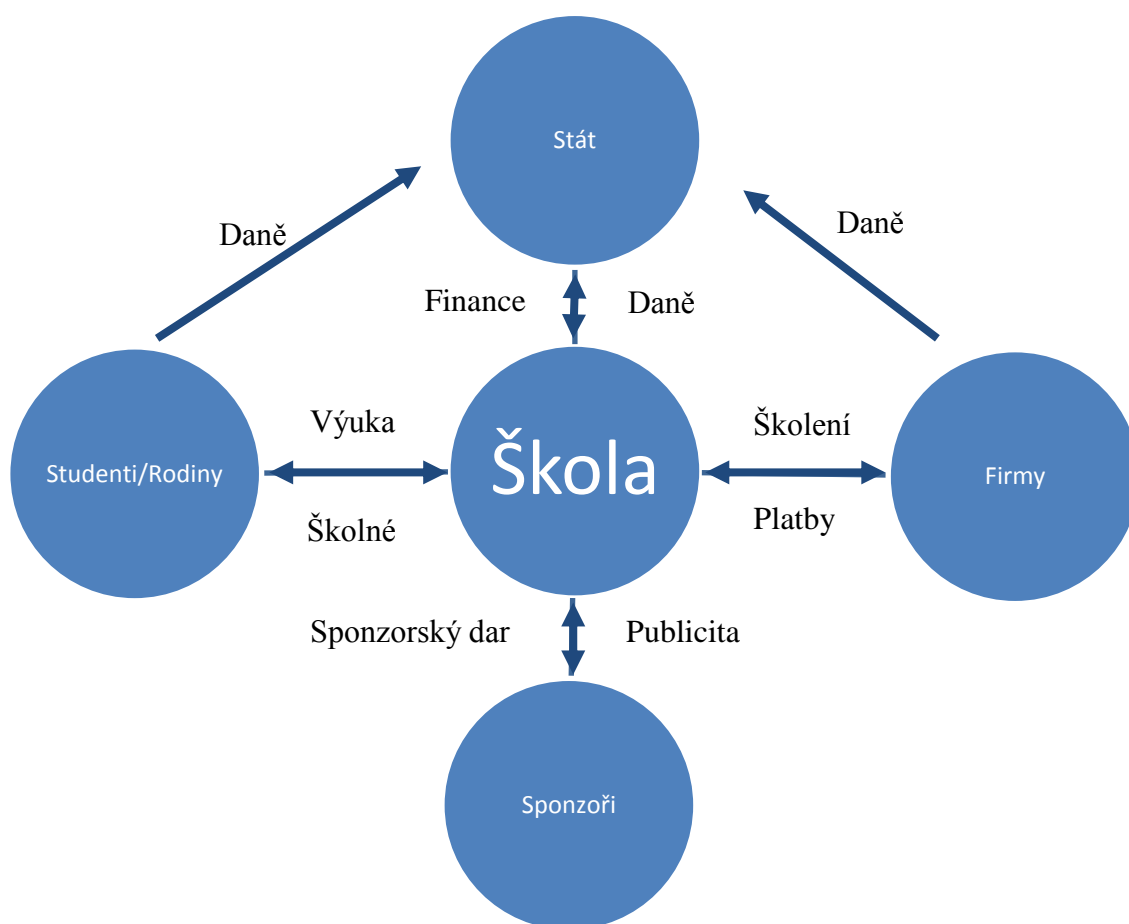 Stát
Daně
Daně
Finance
Daně
Výuka
Školení
Studenti/Rodiny
Škola
Firmy
Školné
Platby
Sponzorský dar
Publicita
Sponzoři